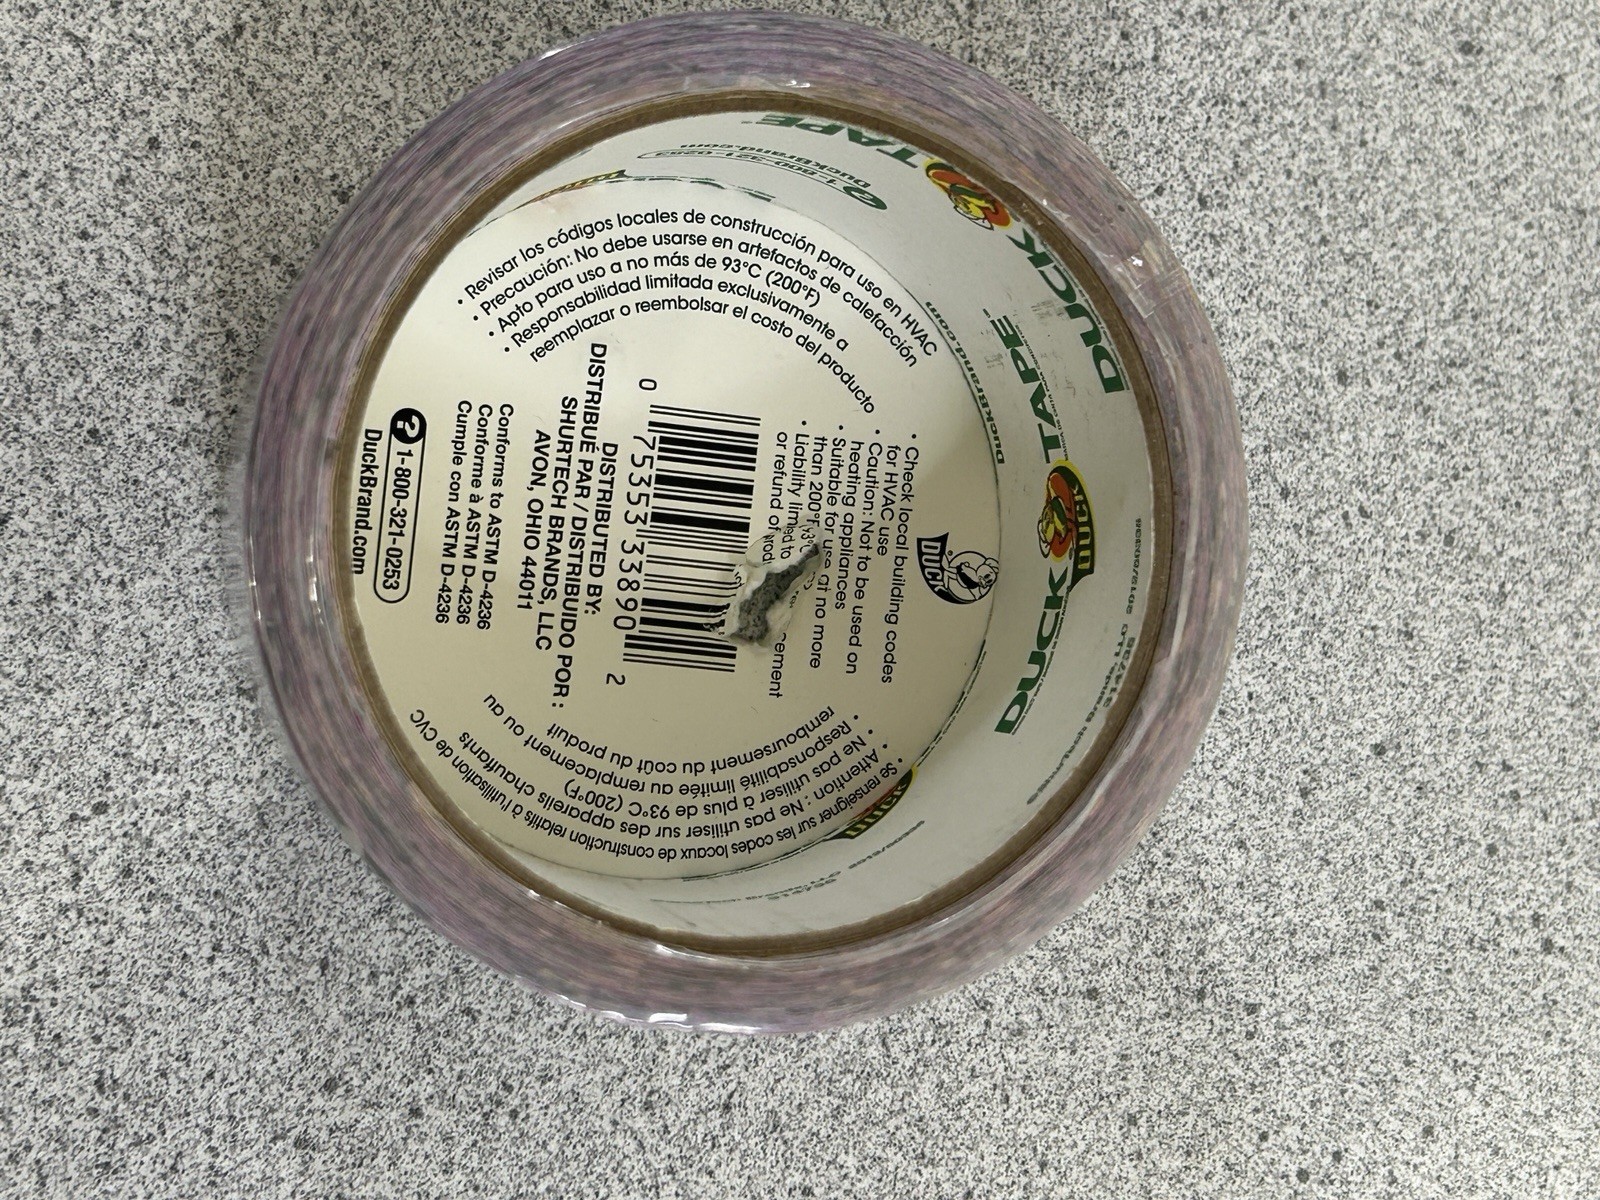 • Revisar los códigos locales de construcción para uso en HVAC
• Precaución: No debe usarse en artefactos de calefacción
• Apto para uso a no más de 93°C (200°F)
• Responsabilidad limitada exclusivamente a
reemplazar o reembolsar el costo del producto
DUCK
• Check local building codes
for HVAC use
• Caution: Not to be used on
heating appliances
• Suitable for use at no more
than 200°F (93°C)
• Liability limited to
or refund of
0 75353 33890 2
DISTRIBUTED BY:
DISTRIBUÉ PAR / DISTRIBUIDO POR :
SHURTECH BRANDS, LLC
AVON, OHIO 44011
Conforms to ASTM D-4236
Conforme à ASTM D-4236
Cumple con ASTM D-4236
? 1-800-321-0253
DuckBrand.com
• Se renseigner sur les codes locaux de construction relatifs à l'utilisation de CVC
• Attention : Ne pas utiliser sur des appareils chauffants
• Ne pas utiliser à plus de 93°C (200°F)
• Responsabilité limitée au remplacement ou au
remboursement du coût du produit
DUCK TAPE
1-800-321-0253
DuckBrand.com
DUCK
DUCK TAPE
DuckBrand.com
DUCK